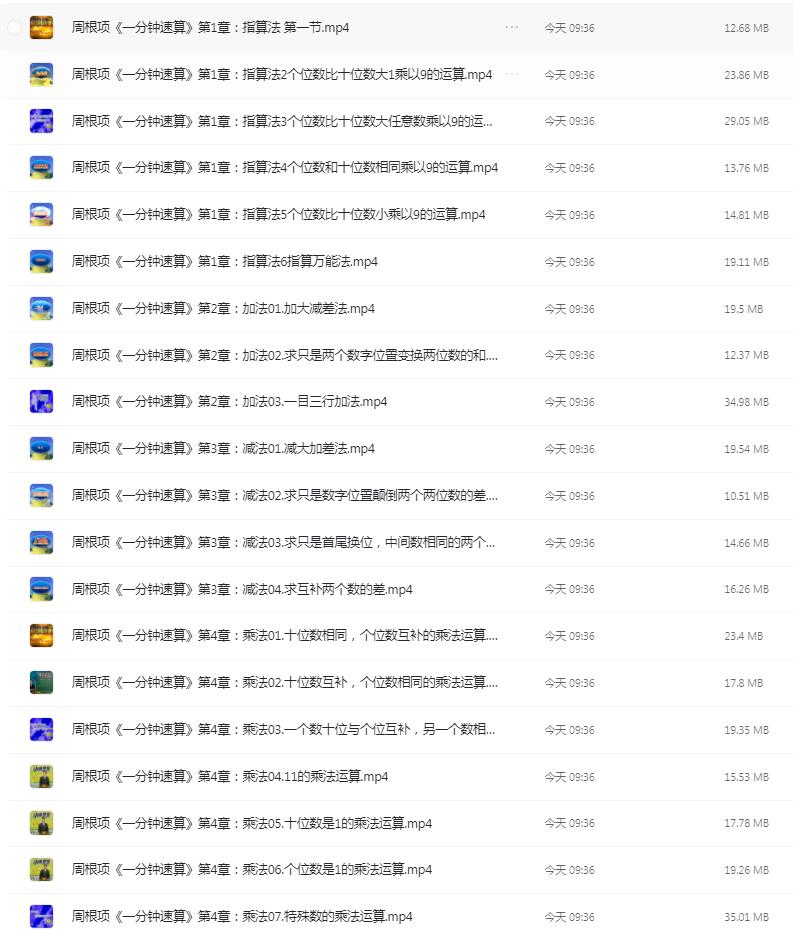 周根项《一分钟速算》第1章：指算法 第一节.mp4 ··· 今天 09:36 12.68 MB
周根项《一分钟速算》第1章：指算法2个位数比十位数大1乘以9的运算.mp4 ··· 今天 09:36 23.86 MB
周根项《一分钟速算》第1章：指算法3个位数比十位数大任意数乘以9的运... 今天 09:36 29.05 MB
周根项《一分钟速算》第1章：指算法4个位数和十位数相同乘以9的运算.mp4 今天 09:36 13.76 MB
周根项《一分钟速算》第1章：指算法5个位数比十位数小乘以9的运算.mp4 今天 09:36 14.81 MB
周根项《一分钟速算》第1章：指算法6指算万能法.mp4 今天 09:36 19.11 MB
周根项《一分钟速算》第2章：加法01.加大减差法.mp4 今天 09:36 19.5 MB
周根项《一分钟速算》第2章：加法02.求只是两个数字位置变换两位数的和.... 今天 09:36 12.37 MB
周根项《一分钟速算》第2章：加法03.一目三行加法.mp4 今天 09:36 34.98 MB
周根项《一分钟速算》第3章：减法01.减大加差法.mp4 今天 09:36 19.54 MB
周根项《一分钟速算》第3章：减法02.求只是数字位置颠倒两个两位数的差.... 今天 09:36 10.51 MB
周根项《一分钟速算》第3章：减法03.求只是首尾换位，中间数相同的两个... 今天 09:36 14.66 MB
周根项《一分钟速算》第3章：减法04.求互补两个数的差.mp4 今天 09:36 16.26 MB
周根项《一分钟速算》第4章：乘法01.十位数相同，个位数互补的乘法运算.... 今天 09:36 23.4 MB
周根项《一分钟速算》第4章：乘法02.十位数互补，个位数相同的乘法运算.... 今天 09:36 17.8 MB
周根项《一分钟速算》第4章：乘法03.一个数十位与个位互补，另一个数相... 今天 09:36 19.35 MB
周根项《一分钟速算》第4章：乘法04.11的乘法运算.mp4 今天 09:36 15.53 MB
周根项《一分钟速算》第4章：乘法05.十位数是1的乘法运算.mp4 今天 09:36 17.78 MB
周根项《一分钟速算》第4章：乘法06.个位数是1的乘法运算.mp4 今天 09:36 19.26 MB
周根项《一分钟速算》第4章：乘法07.特殊数的乘法运算.mp4 今天 09:36 35.01 MB